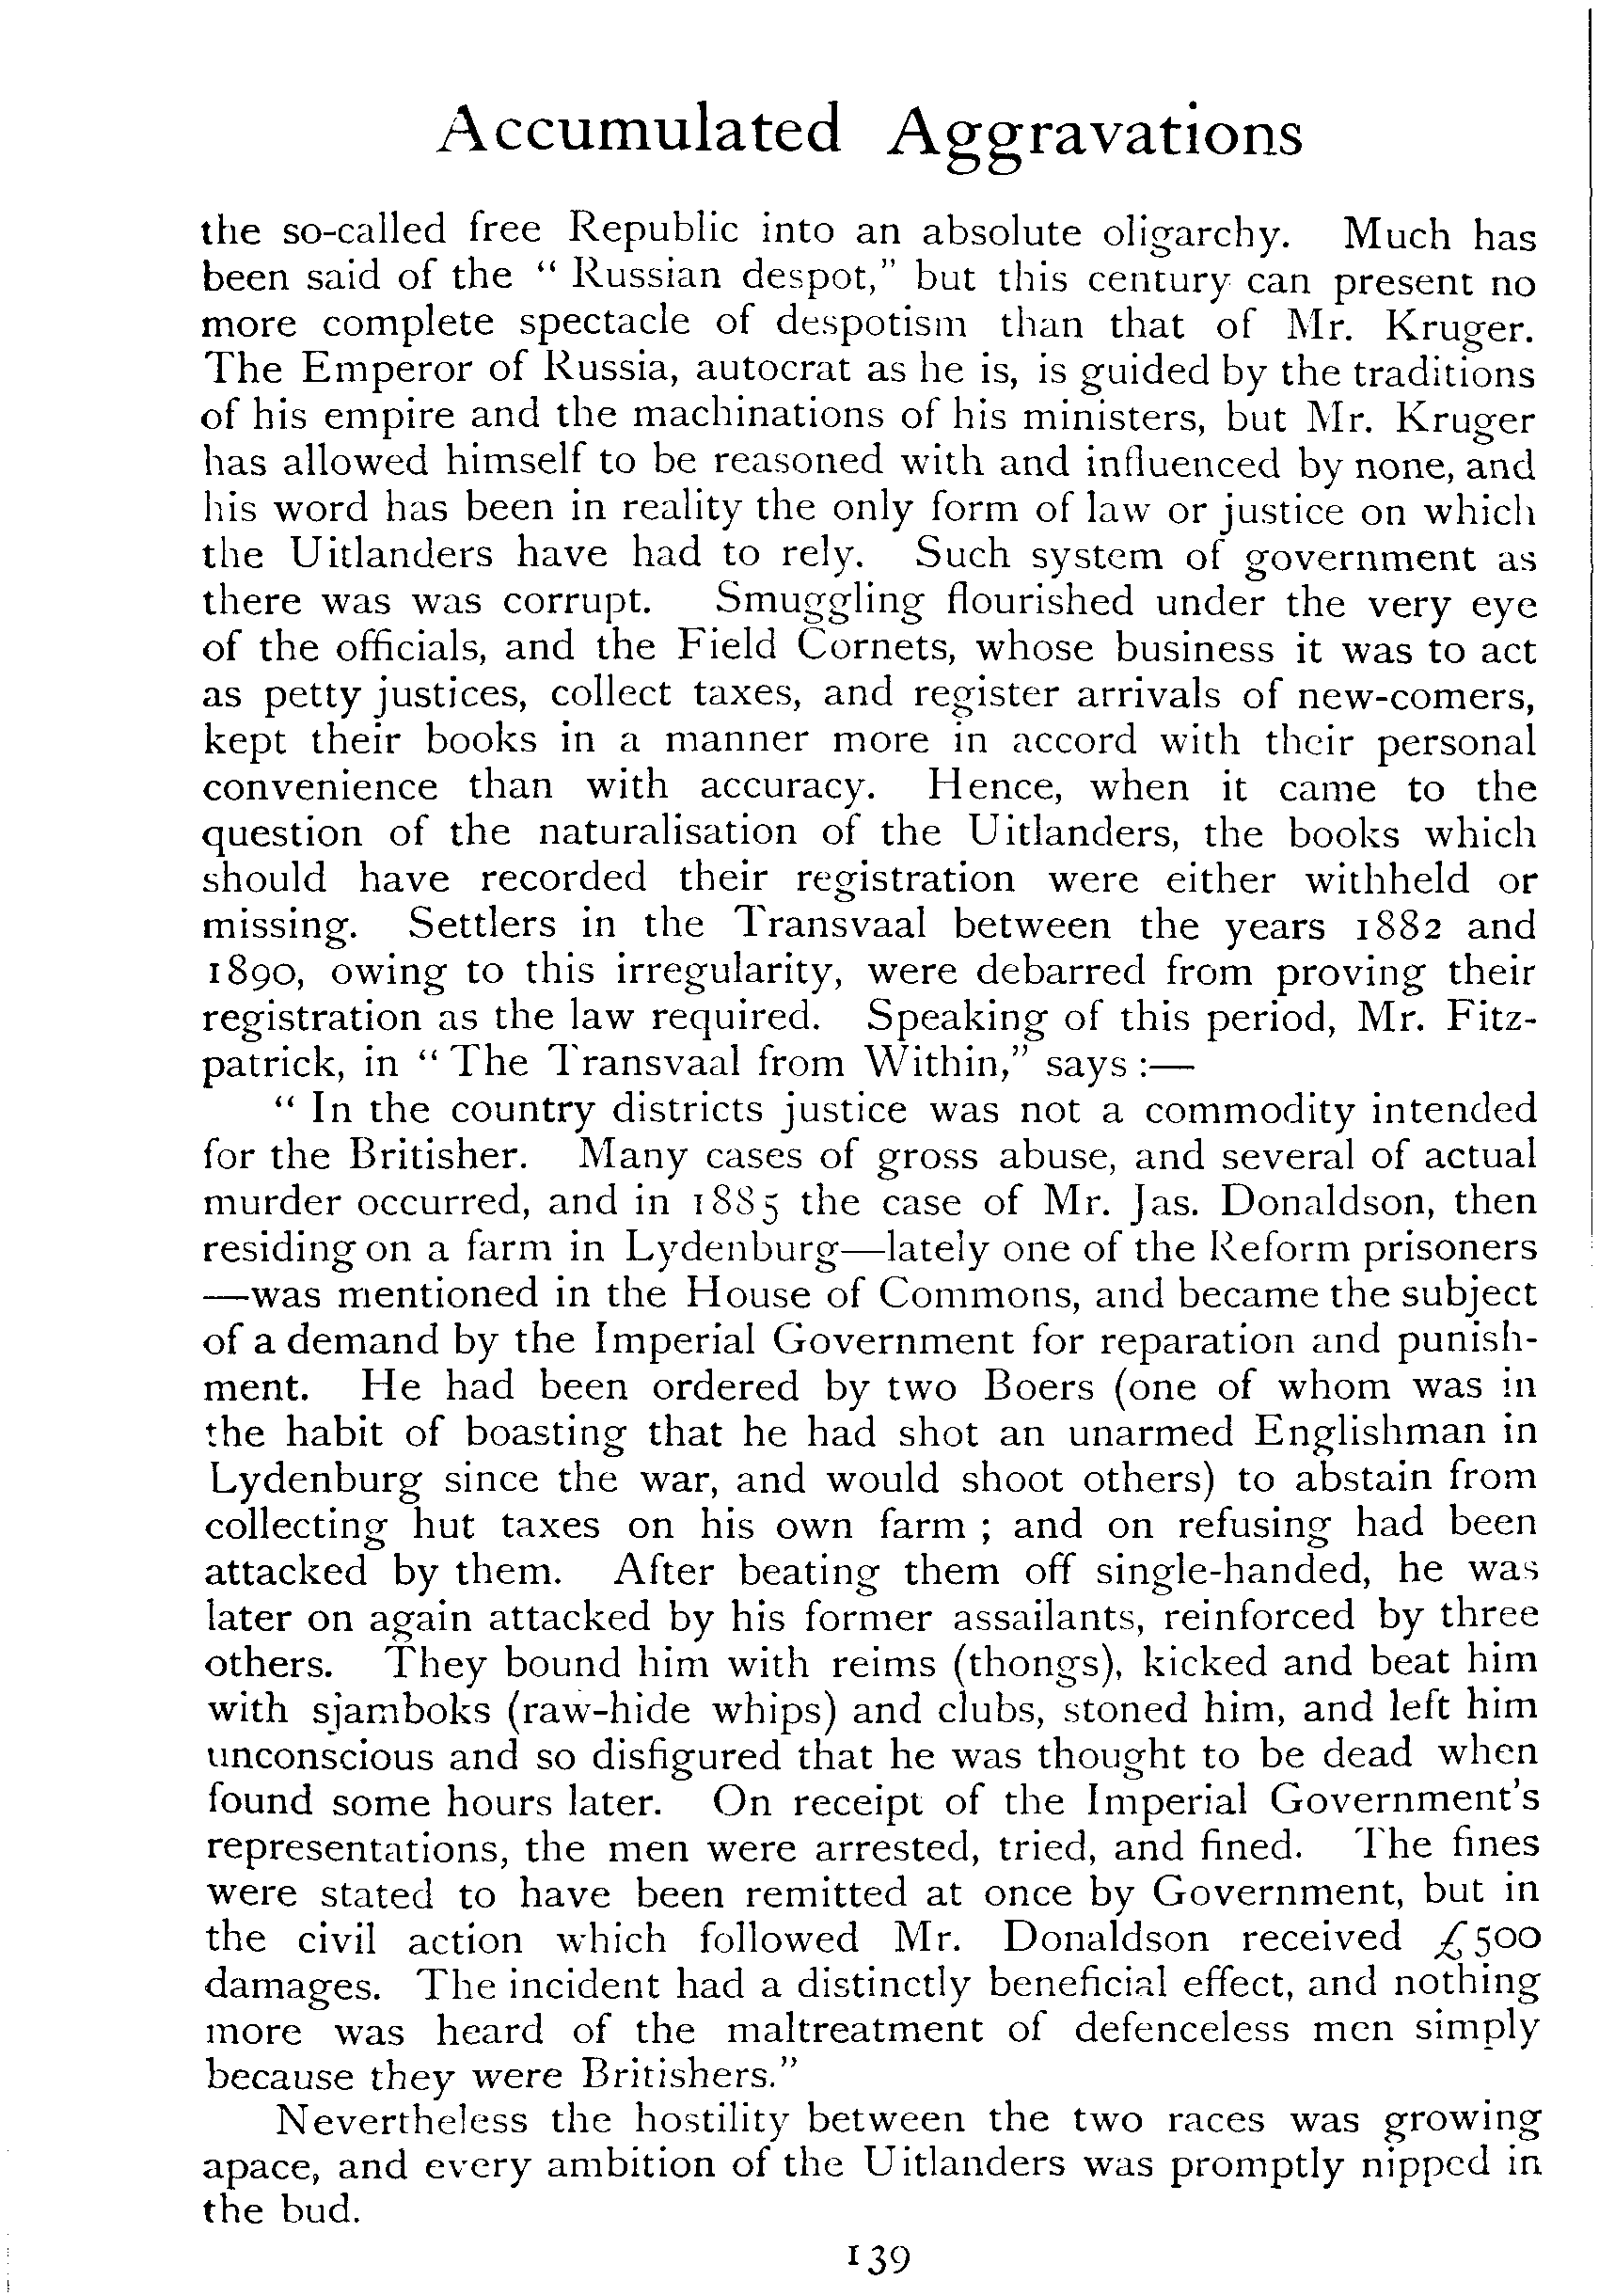 Accumulated Aggravations
the so-called free Republic into an absolute oligarchy. Much has
been said of the “ Russian despot,” but this century can present no
more complete spectacle of despotism than that of Mr. Kruger.
The Emperor of Russia, autocrat as he is, is guided by the traditions
of his empire and the machinations of his ministers, but Mr. Kruger
has allowed himself to be reasoned with and influenced by none, and
his word has been in reality the only form of law or justice on which
the Uitlanders have had to rely. Such system of government as
there was was corrupt. Smuggling flourished under the very eye
of the officials, and the Field Cornets, whose business it was to act
as petty justices, collect taxes, and register arrivals of new-comers,
kept their books in a manner more in accord with their personal
convenience than with accuracy. Hence, when it came to the
question of the naturalisation of the Uitlanders, the books which
should have recorded their registration were either withheld or
missing. Settlers in the Transvaal between the years 1882 and
1890, owing to this irregularity, were debarred from proving their
registration as the law required. Speaking of this period, Mr. Fitz-
patrick, in “ The Transvaal from Within,” says :—
“ In the country districts justice was not a commodity intended
for the Britisher. Many cases of gross abuse, and several of actual
murder occurred, and in 1885 the case of Mr. Jas. Donaldson, then
residing on a farm in Lydenburg—lately one of the Reform prisoners
—was mentioned in the House of Commons, and became the subject
of a demand by the Imperial Government for reparation and punish-
ment. He had been ordered by two Boers (one of whom was in
the habit of boasting that he had shot an unarmed Englishman in
Lydenburg since the war, and would shoot others) to abstain from
collecting hut taxes on his own farm ; and on refusing had been
attacked by them. After beating them off single-handed, he was
later on again attacked by his former assailants, reinforced by three
others. They bound him with reims (thongs), kicked and beat him
with sjamboks (raw-hide whips) and clubs, stoned him, and left him
unconscious and so disfigured that he was thought to be dead when
found some hours later. On receipt of the Imperial Government’s
representations, the men were arrested, tried, and fined. The fines
were stated to have been remitted at once by Government, but in
the civil action which followed Mr. Donaldson received £500
damages. The incident had a distinctly beneficial effect, and nothing
more was heard of the maltreatment of defenceless men simply
because they were Britishers.”
Nevertheless the hostility between the two races was growing
apace, and every ambition of the Uitlanders was promptly nipped in
the bud.
139